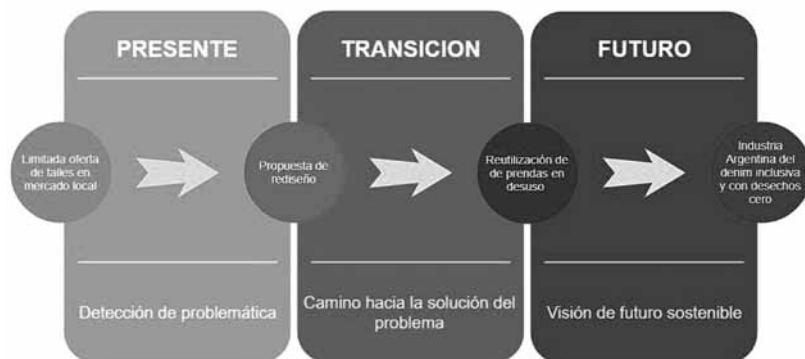 PRESENTE
TRANSICION
FUTURO
Limitada oferta
de talles en
mercado local
Propuesta de
rediseño
Reutilización de
de prendas en
desuso
Industria
Argentina del
denim inclusiva
y con desechos
cero
Detección de problemática
Camino hacia la solución del
problema
Visión de futuro sostenible